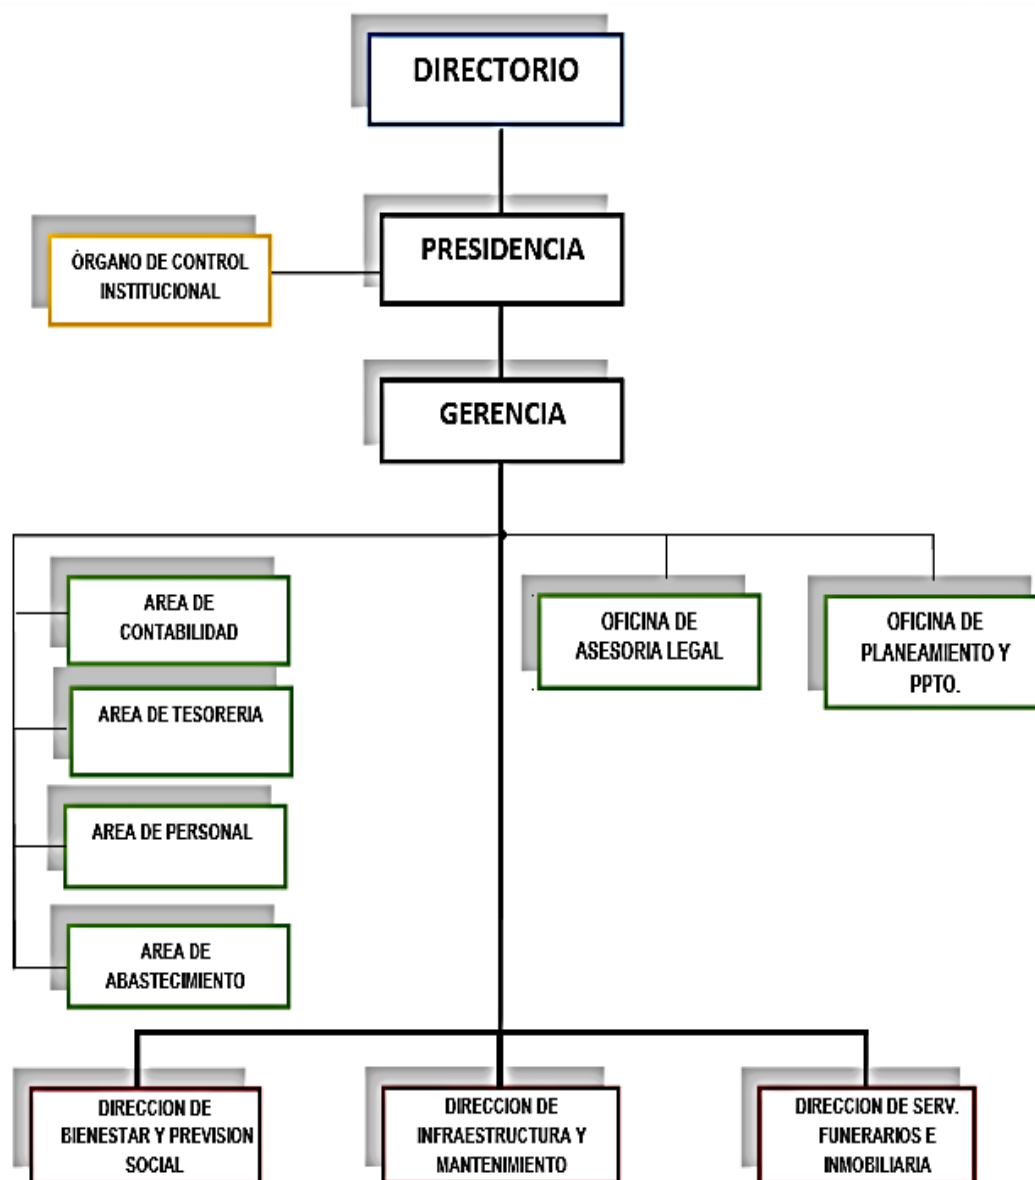 DIRECTORIO
PRESIDENCIA
ÓRGANO DE CONTROL
INSTITUCIONAL
GERENCIA
AREA DE
CONTABILIDAD
OFICINA DE
ASESORIA LEGAL
OFICINA DE
PLANEAMIENTO Y
PPTO.
AREA DE TESORERIA
AREA DE PERSONAL
AREA DE
ABASTECIMIENTO
DIRECCION DE
BIENESTAR Y PREVISION
SOCIAL
DIRECCION DE
INFRAESTRUCTURA Y
MANTENIMIENTO
DIRECCION DE SERV.
FUNERARIOS E
INMOBILIARIA